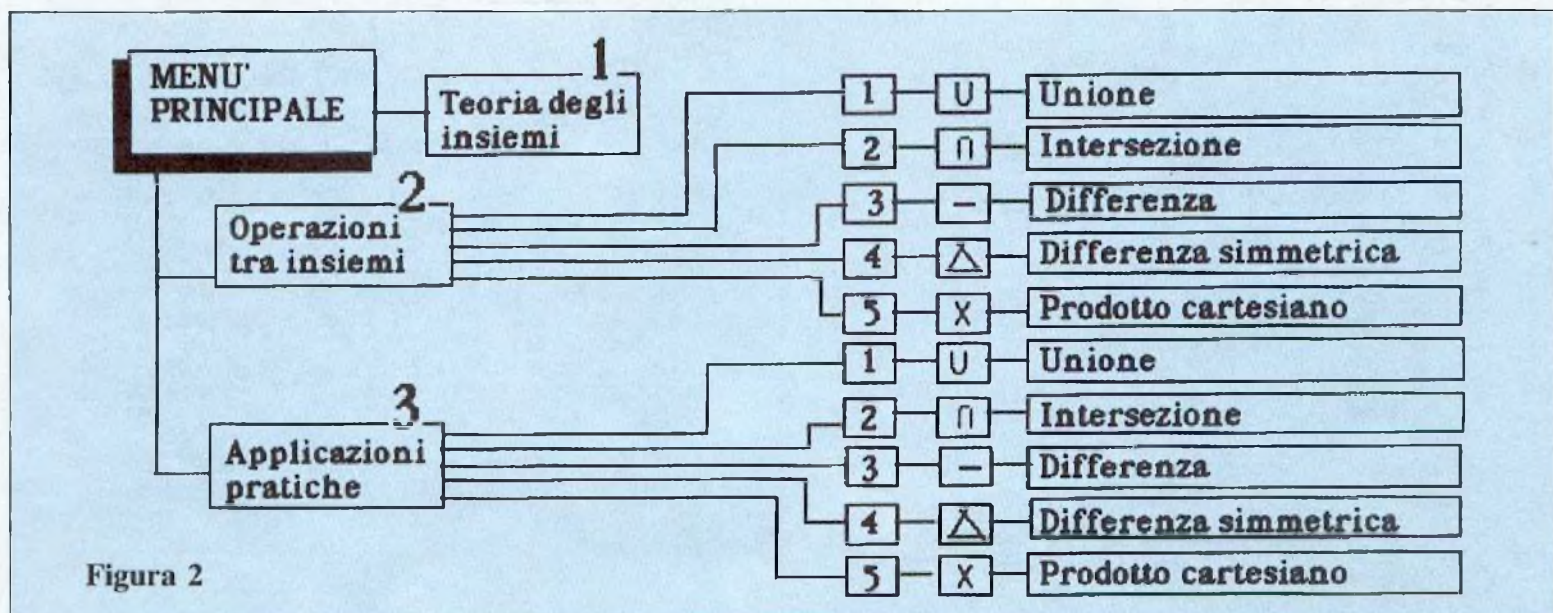 MENU'
PRINCIPALE
1
Teoria degli
insiemi
2
Operazioni
tra insiemi
1 U Unione
2 ∩ Intersezione
3 – Differenza
4 △ Differenza simmetrica
5 X Prodotto cartesiano
3
Applicazioni
pratiche
1 U Unione
2 ∩ Intersezione
3 – Differenza
4 △ Differenza simmetrica
5 X Prodotto cartesiano
Figura 2